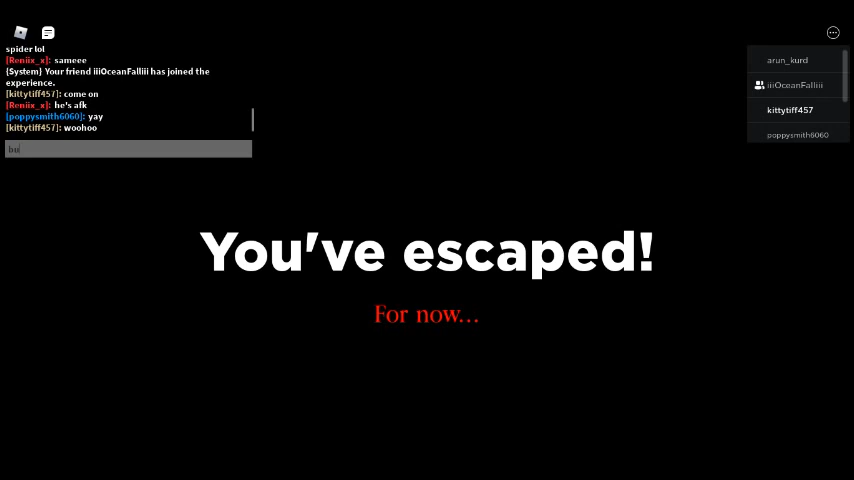 spider lol
[Reniix_x]: sameee
{System} Your friend iiiOceanFalliii has joined the
experience.
[kittytiff457]: come on
[Reniix_x]: he's afk
[poppysmith6060]: yay
[kittytiff457]: woohoo
bu
arun_kurd
iiiOceanFalliii
kittytiff457
poppysmith6060
You've escaped!
For now...